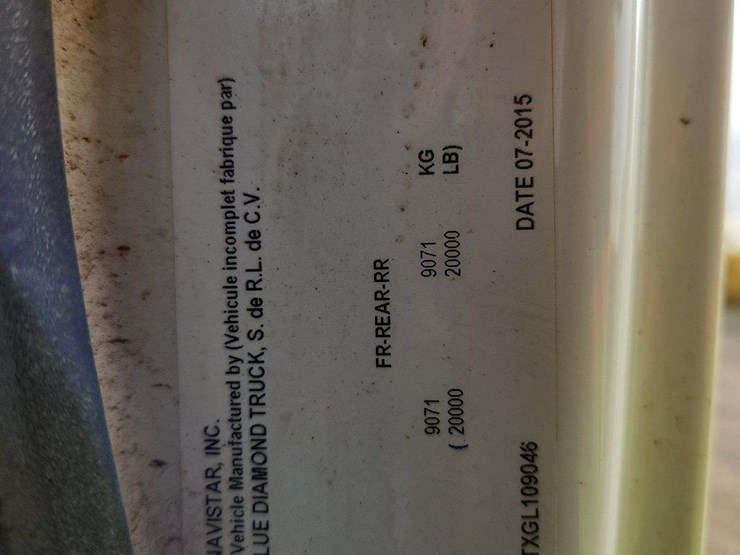 NAVISTAR, INC.
Vehicle Manufactured by (Vehicule incomplet fabrique par)
LUE DIAMOND TRUCK, S. de R.L. de C.V.
FR-REAR-RR
9071 9071 KG
( 20000 20000 LB)
TXGL109046 DATE 07-2015